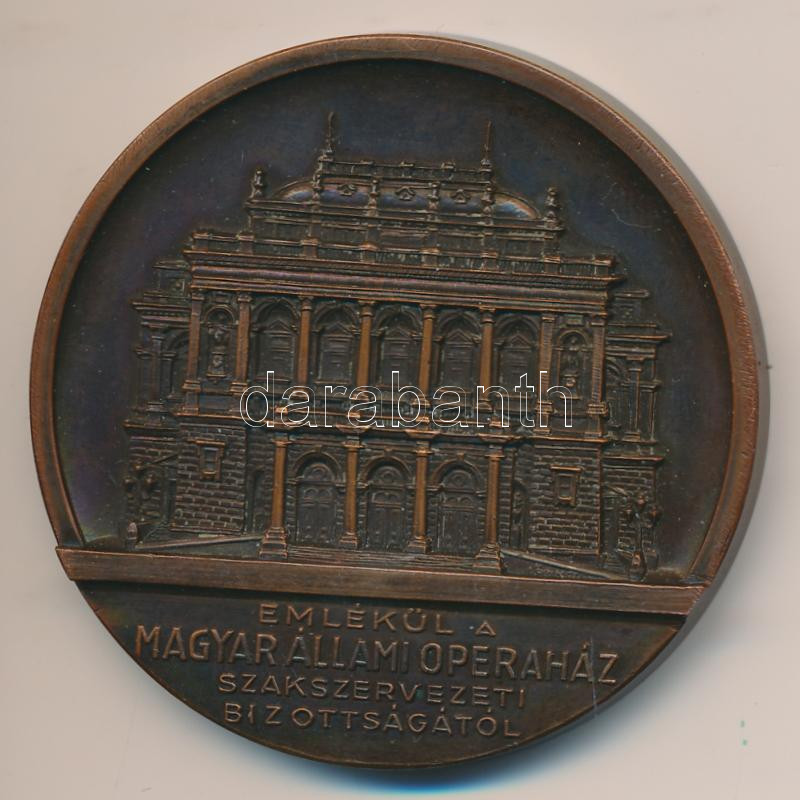 darabanth
EMLÉKÜL A
MAGYAR ÁLLAMI OPERAHÁZ
SZAKSZERVEZETI
BIZOTTSÁGÁTÓL